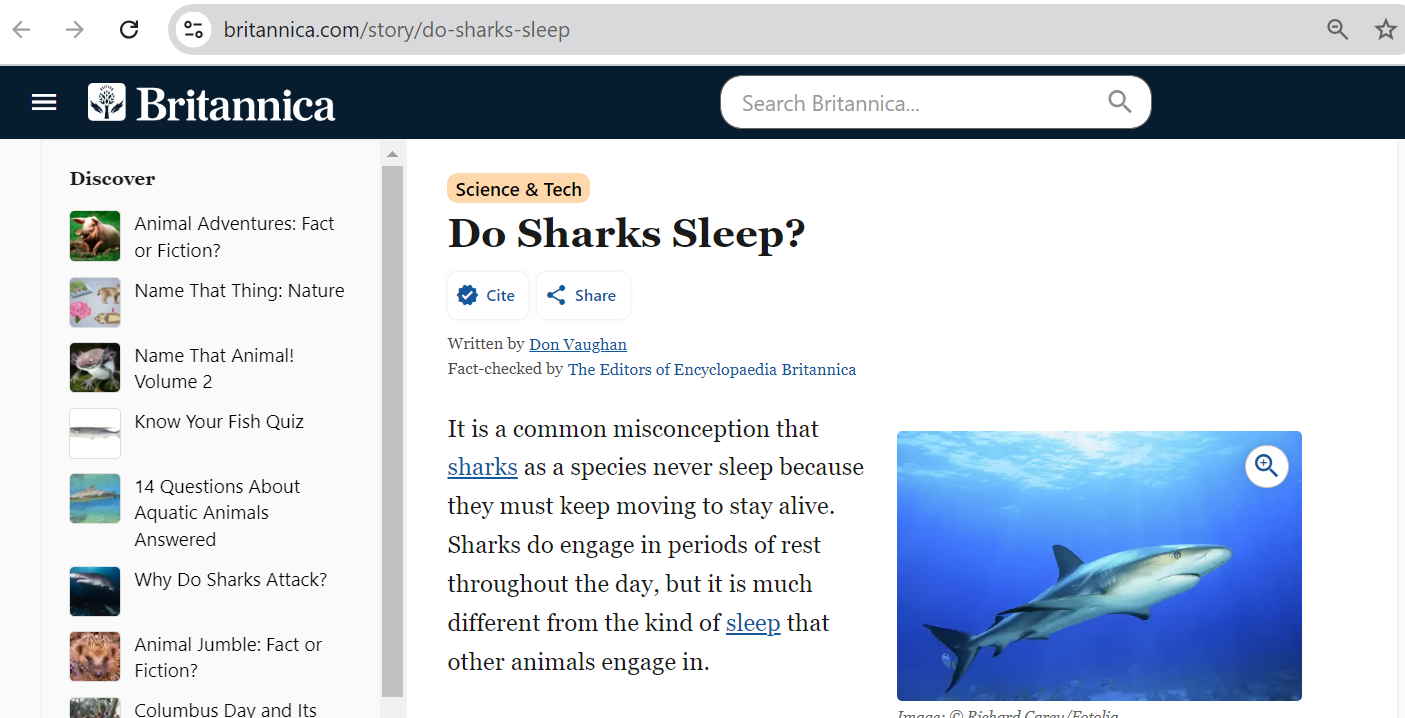 britannica.com/story/do-sharks-sleep
Britannica
Search Britannica...
Discover
Animal Adventures: Fact
or Fiction?
Name That Thing: Nature
Name That Animal!
Volume 2
Know Your Fish Quiz
14 Questions About
Aquatic Animals
Answered
Why Do Sharks Attack?
Animal Jumble: Fact or
Fiction?
Columbus Day and Its
Science & Tech
Do Sharks Sleep?
Cite
Share
Written by Don Vaughan
Fact-checked by The Editors of Encyclopaedia Britannica
It is a common misconception that
sharks as a species never sleep because
they must keep moving to stay alive.
Sharks do engage in periods of rest
throughout the day, but it is much
different from the kind of sleep that
other animals engage in.
Image: © Richard Carey/Fotolia